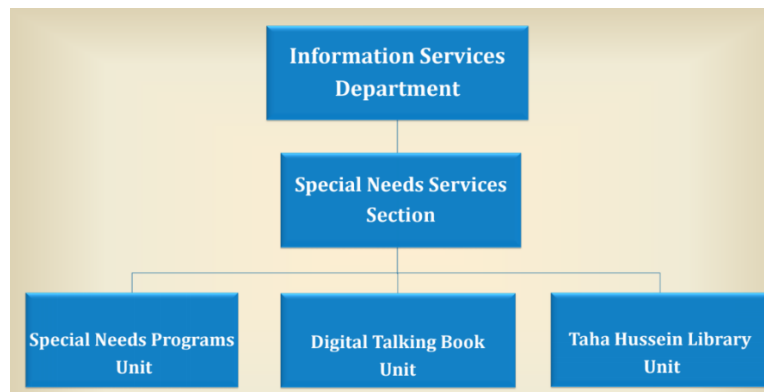 Information Services
Department
Special Needs Services
Section
Special Needs Programs
Unit
Digital Talking Book
Unit
Taha Hussein Library
Unit